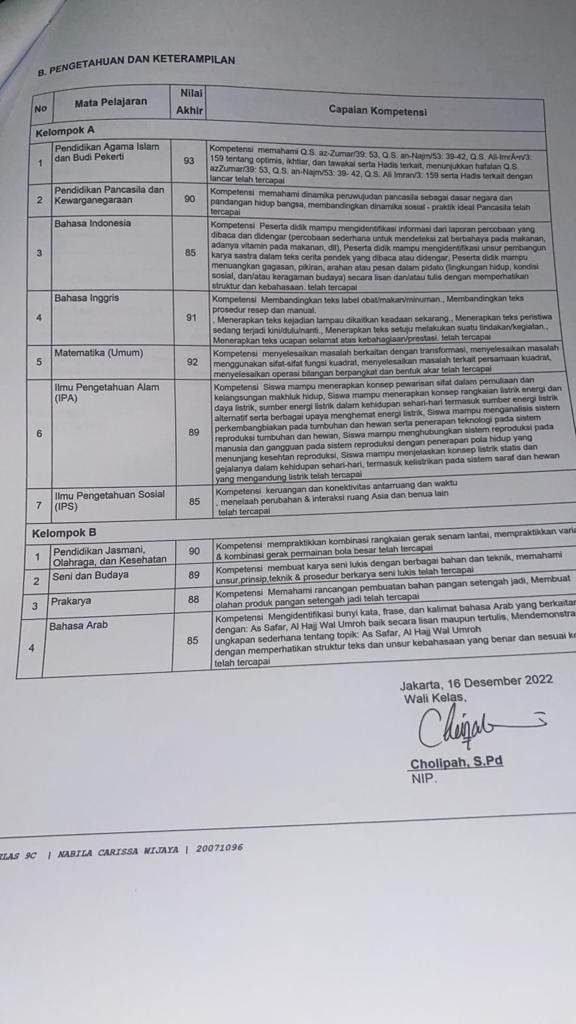 B. PENGETAHUAN DAN KETERAMPILAN
No
Mata Pelajaran
Nilai
Akhir
Capaian Kompetensi
Kelompok A
1
Pendidikan Agama Islam
dan Budi Pekerti
93
Kompetensi memahami Q.S. az-Zumar/39: 53, Q.S. an-Najm/53: 39-42, Q.S. Ali-Imr
159 tentang optimis, ikhtiar, dan tawakal serta Hadis terkait, menunjukkan hafalan Q.S.
azZumar/39: 53, Q.S. an-Najm/53: 39- 42, Q.S. Ali Imran/3: 159 serta Hadis terkait dengan
lancar telah tercapai
2
Pendidikan Pancasila dan
Kewarganegaraan
90
Kompetensi memahami dinamika peruwujudan pancasila sebagai dasar negara dan
pandangan hidup bangsa, membandingkan dinamika sosial - praktik ideal Pancasila telah
tercapai
3
Bahasa Indonesia
85
Kompetensi Peserta didik mampu mengidentifikasi informasi dari laporan percobaan yang
dibaca dan didengar (percobaan sederhana untuk mendeteksi zat berbahaya pada makanan,
adanya vitamin pada makanan, dll), Peserta didik mampu mengidentifikasi unsur pembangun
karya sastra dalam teks cerita pendek yang dibaca atau didengar, Peserta didik mampu
menuangkan gagasan, pikiran, arahan atau pesan dalam pidato (lingkungan hidup, kondisi
sosial, dan/atau keragaman budaya) secara lisan dan/atau tulis dengan memperhatikan
struktur dan kebahasaan. telah tercapai
4
Bahasa Inggris
91
Kompetensi Membandingkan teks label obat/makan/minuman., Membandingkan teks
prosedur resep dan manual.
, Menerapkan teks kejadian lampau dikaitkan keadaan sekarang., Menerapkan teks peristiwa
sedang terjadi kini/dulu/nanti., Menerapkan teks setuju melakukan suatu tindakan/kegiatan.,
Menerapkan teks ucapan selamat atas kebahagiaan/prestasi. telah tercapai
5
Matematika (Umum)
92
Kompetensi menyelesaikan masalah berkaitan dengan transformasi, menyelesaikan masalah
menggunakan sifat-sifat fungsi kuadrat, menyelesaikan masalah terkait persamaan kuadrat,
menyelesaikan operasi bilangan berpangkat dan bentuk akar telah tercapai
6
Ilmu Pengetahuan Alam
(IPA)
89
Kompetensi Siswa mampu menerapkan konsep pewarisan sifat dalam pemuliaan dan
kelangsungan makhluk hidup, Siswa mampu menerapkan konsep rangkaian listrik energi dan
daya listrik, sumber energi listrik dalam kehidupan sehari-hari termasuk sumber energi listrik
alternatif serta berbagai upaya menghemat energi listrik, Siswa mampu menganalisis sistem
perkembangbiakan pada tumbuhan dan hewan serta penerapan teknologi pada sistem
reproduksi tumbuhan dan hewan, Siswa mampu menghubungkan sistem reproduksi pada
manusia dan gangguan pada sistem reproduksi dengan penerapan pola hidup yang
menunjang kesehtan reproduksi, Siswa mampu menjelaskan konsep listrik statis dan
gejalanya dalam kehidupan sehari-hari, termasuk kelistrikan pada sistem saraf dan hewan
yang mengandung listrik telah tercapai
7
Ilmu Pengetahuan Sosial
(IPS)
85
Kompetensi keruangan dan konektivitas antarruang dan waktu
, menelaah perubahan & interaksi ruang Asia dan benua lain
telah tercapai
Kelompok B
1
Pendidikan Jasmani,
Olahraga, dan Kesehatan
90
Kompetensi mempraktikkan kombinasi rangkaian gerak senam lantai, mempraktikkan varia
& kombinasi gerak permainan bola besar telah tercapai
2
Seni dan Budaya
89
Kompetensi membuat karya seni lukis dengan berbagai bahan dan teknik, memahami
unsur,prinsip,teknik & prosedur berkarya seni lukis telah tercapai
3
Prakarya
88
Kompetensi Memahami rancangan pembuatan bahan pangan setengah jadi, Membuat
olahan produk pangan setengah jadi telah tercapai
4
Bahasa Arab
85
Kompetensi Mengidentifikasi bunyi kata, frase, dan kalimat bahasa Arab yang berkaitan
dengan: As Safar, Al Hajj Wal Umroh baik secara lisan maupun tertulis, Mendemonstra
ungkapan sederhana tentang topik: As Safar, Al Hajj Wal Umroh
dengan memperhatikan struktur teks dan unsur kebahasaan yang benar dan sesuai ko
telah tercapai
Jakarta, 16 Desember 2022
Wali Kelas,
Cholipah, S.Pd
NIP.
ELAS 9C | NABILA CARISSA WIJAYA | 20071096